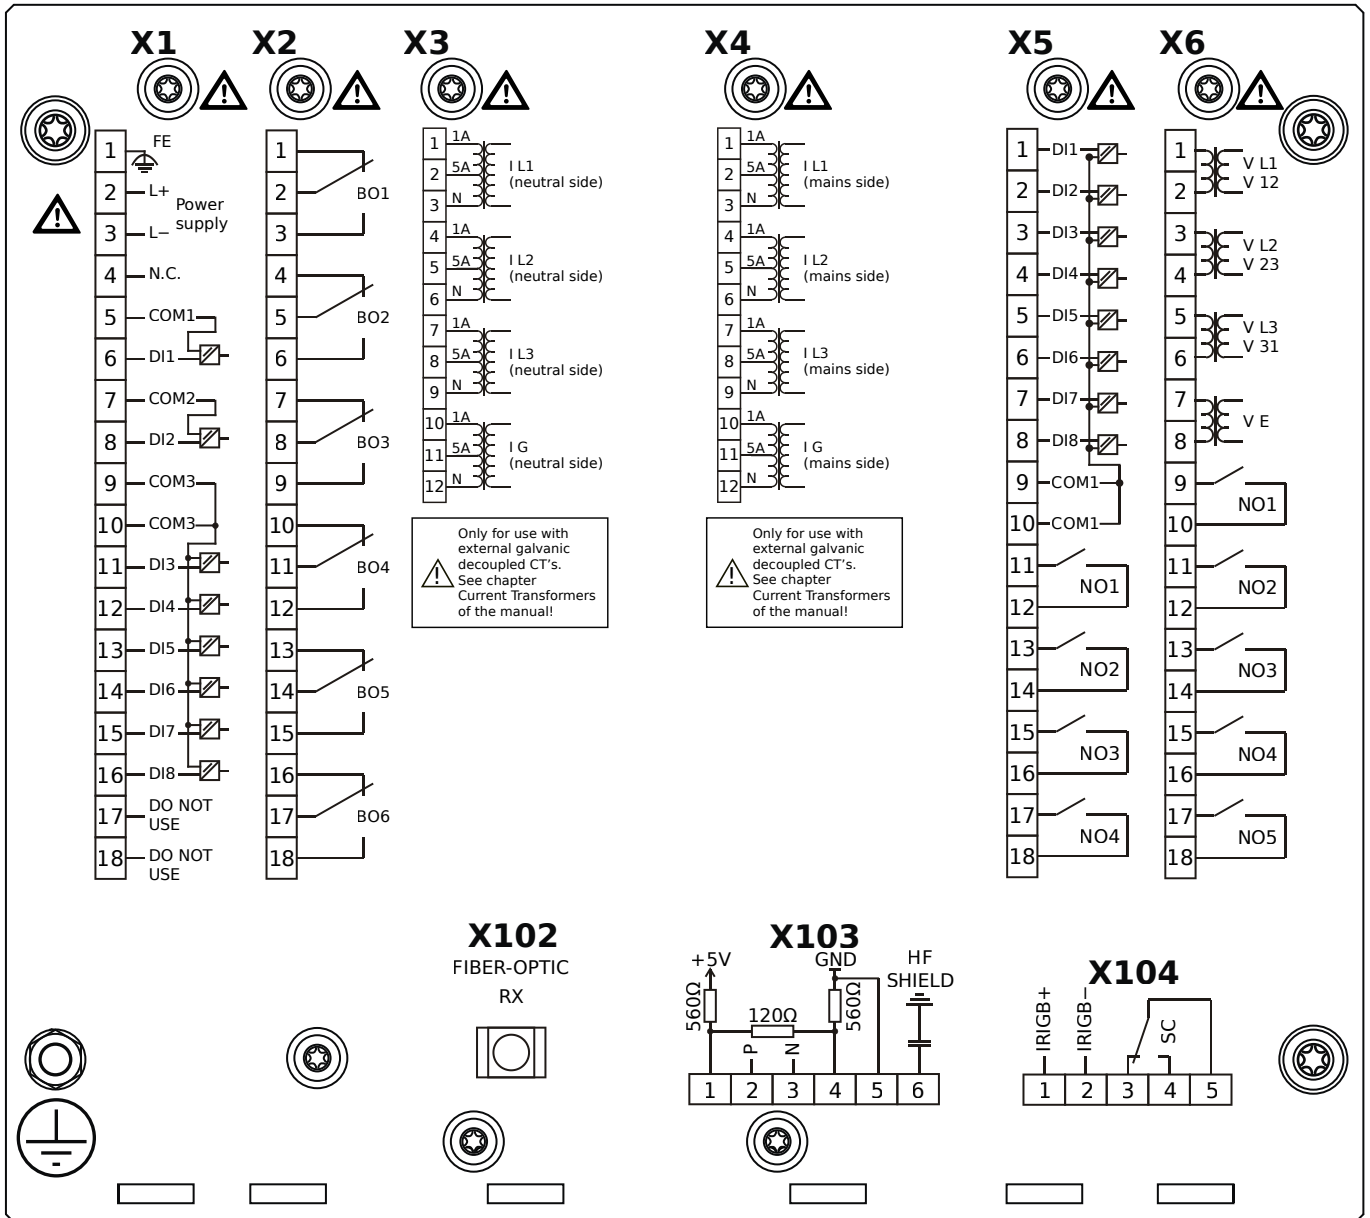 X1
X2
X3
X4
X5
X6
1
FE
2
L+
Power
supply
3
L−
4
N.C.
5
COM1
6
DI1
7
COM2
8
DI2
9
COM3
10
COM3
11
DI3
12
DI4
13
DI5
14
DI6
15
DI7
16
DI8
17
DO NOT
USE
18
DO NOT
USE
1
2
BO1
3
4
5
BO2
6
7
8
BO3
9
10
11
BO4
12
13
14
BO5
15
16
17
BO6
18
1
1A
2
5A
3
N
I L1
(neutral side)
4
1A
5
5A
6
N
I L2
(neutral side)
7
1A
8
5A
9
N
I L3
(neutral side)
10
1A
11
5A
12
N
I G
(neutral side)
Only for use with
external galvanic
decoupled CT's.
See chapter
Current Transformers
of the manual!
1
1A
2
5A
3
N
I L1
(mains side)
4
1A
5
5A
6
N
I L2
(mains side)
7
1A
8
5A
9
N
I L3
(mains side)
10
1A
11
5A
12
N
I G
(mains side)
Only for use with
external galvanic
decoupled CT's.
See chapter
Current Transformers
of the manual!
1
DI1
2
DI2
3
DI3
4
DI4
5
DI5
6
DI6
7
DI7
8
DI8
9
COM1
10
COM1
11
NO1
12
13
NO2
14
15
NO3
16
17
NO4
18
1
V L1
2
V 12
3
V L2
4
V 23
5
V L3
6
V 31
7
V E
8
9
NO1
10
11
NO2
12
13
NO3
14
15
NO4
16
17
NO5
18
X102
FIBER-OPTIC
RX
X103
+5V
GND
HF
SHIELD
560Ω
120Ω
560Ω
P
N
1
2
3
4
5
6
X104
IRIGB+
IRIGB−
SC
1
2
3
4
5